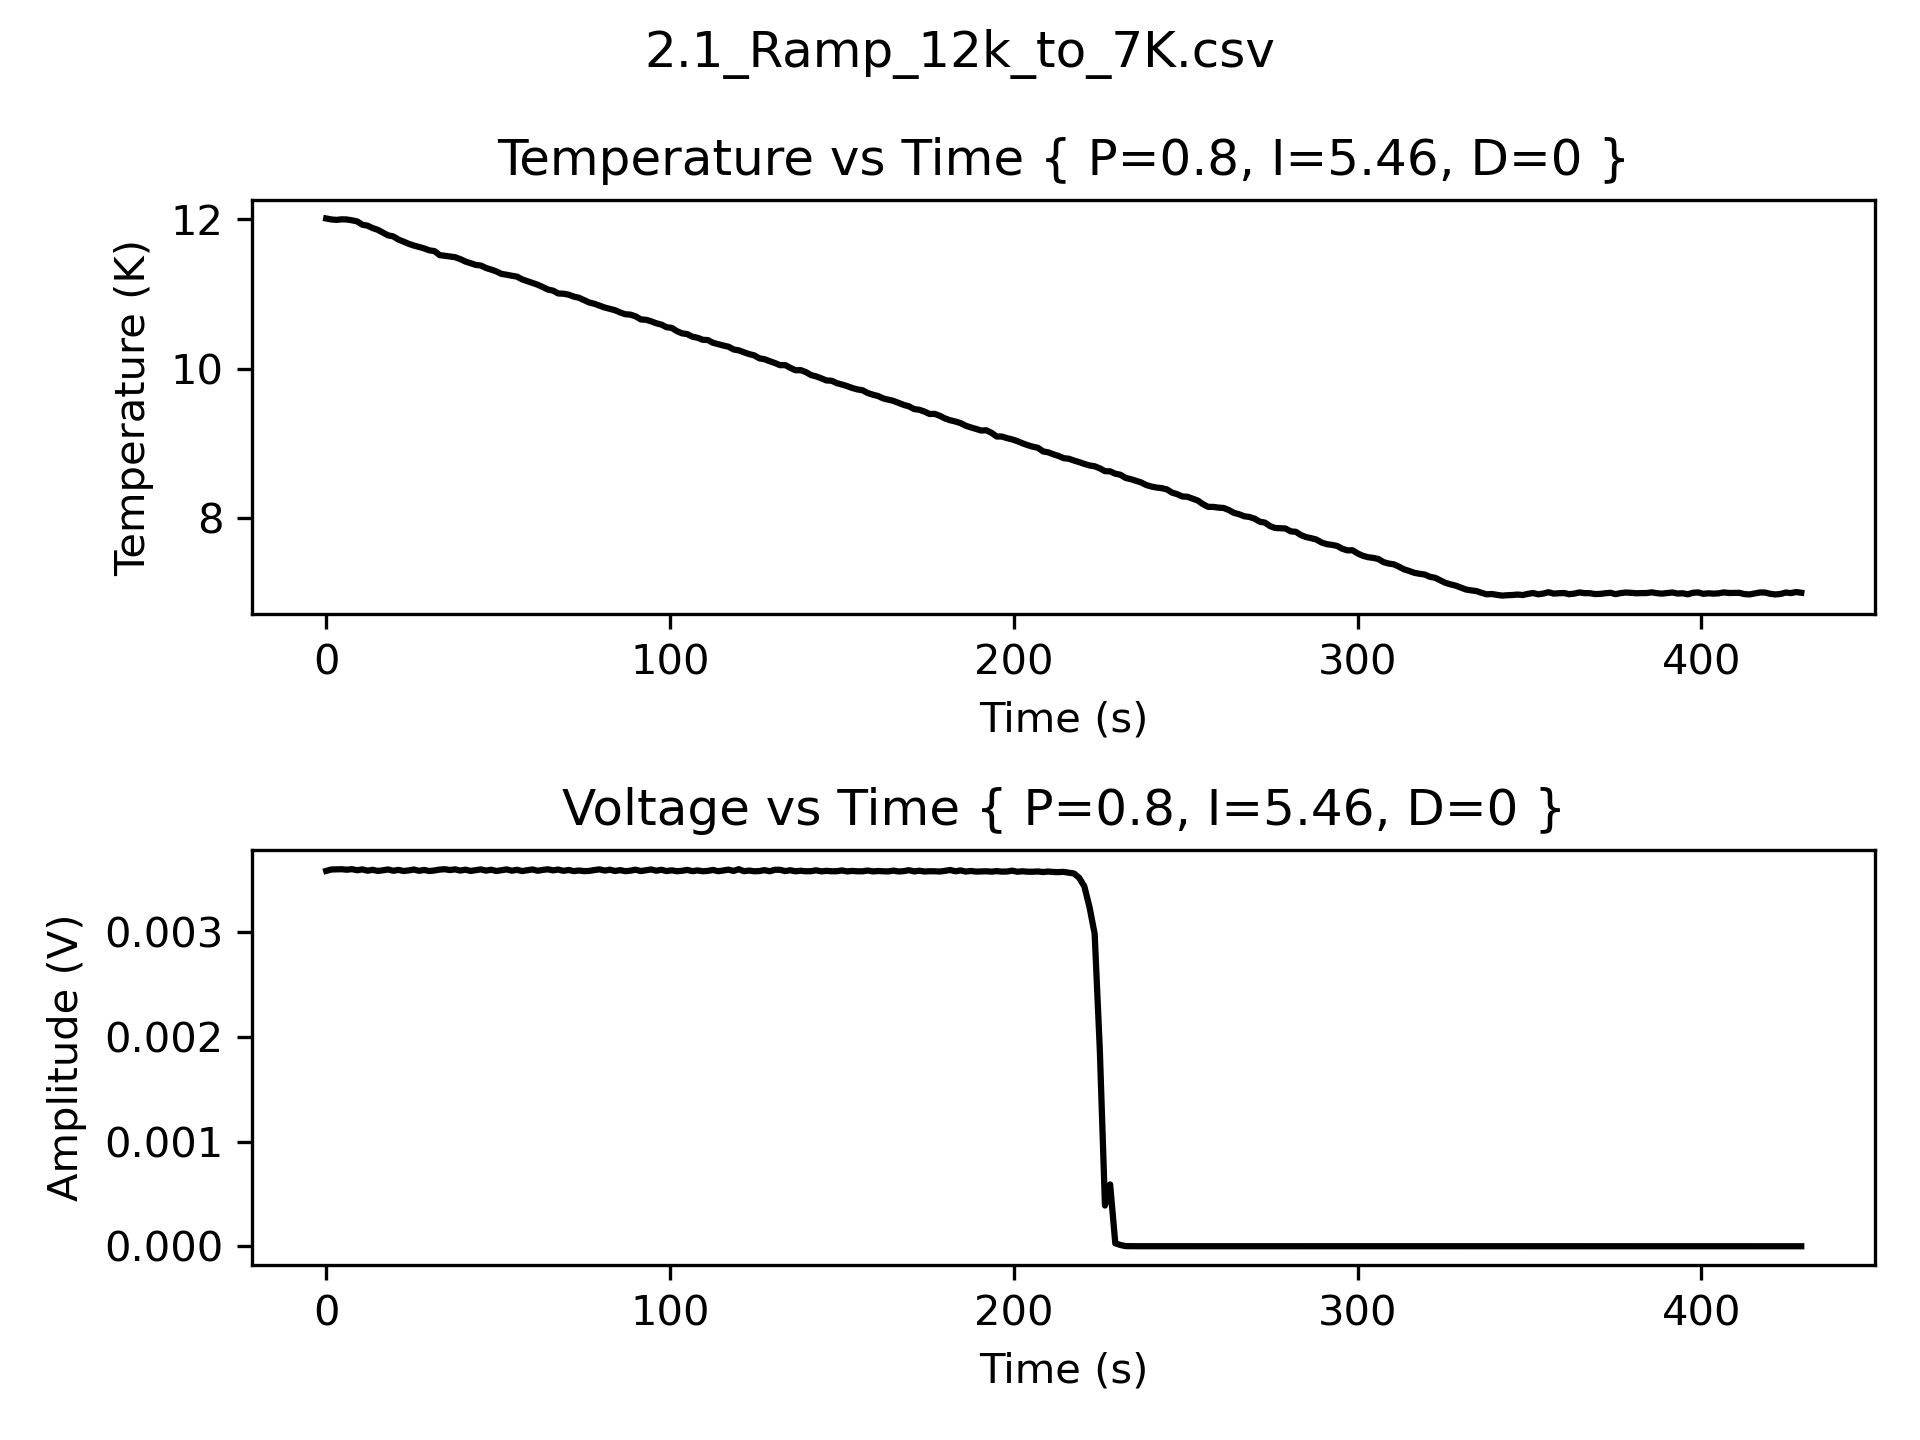 2.1_Ramp_12k_to_7K.csv
Temperature vs Time { P=0.8, I=5.46, D=0 }
Temperature (K)
12
10
8
0 100 200 300 400
Time (s)
Voltage vs Time { P=0.8, I=5.46, D=0 }
Amplitude (V)
0.003
0.002
0.001
0.000
0 100 200 300 400
Time (s)